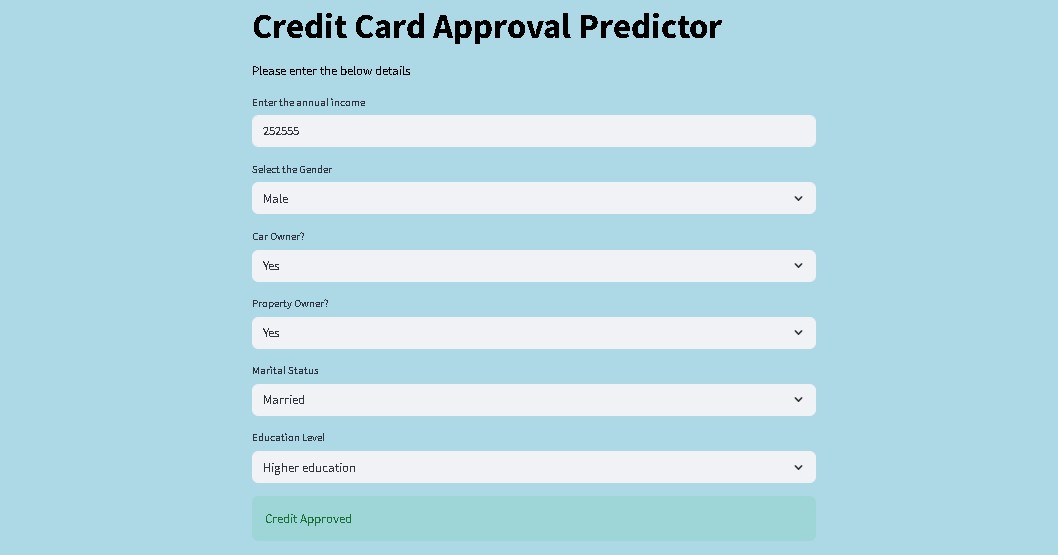 Credit Card Approval Predictor
Please enter the below details
Enter the annual income
252555
Select the Gender
Male
Car Owner?
Yes
Property Owner?
Yes
Marital Status
Married
Education Level
Higher education
Credit Approved